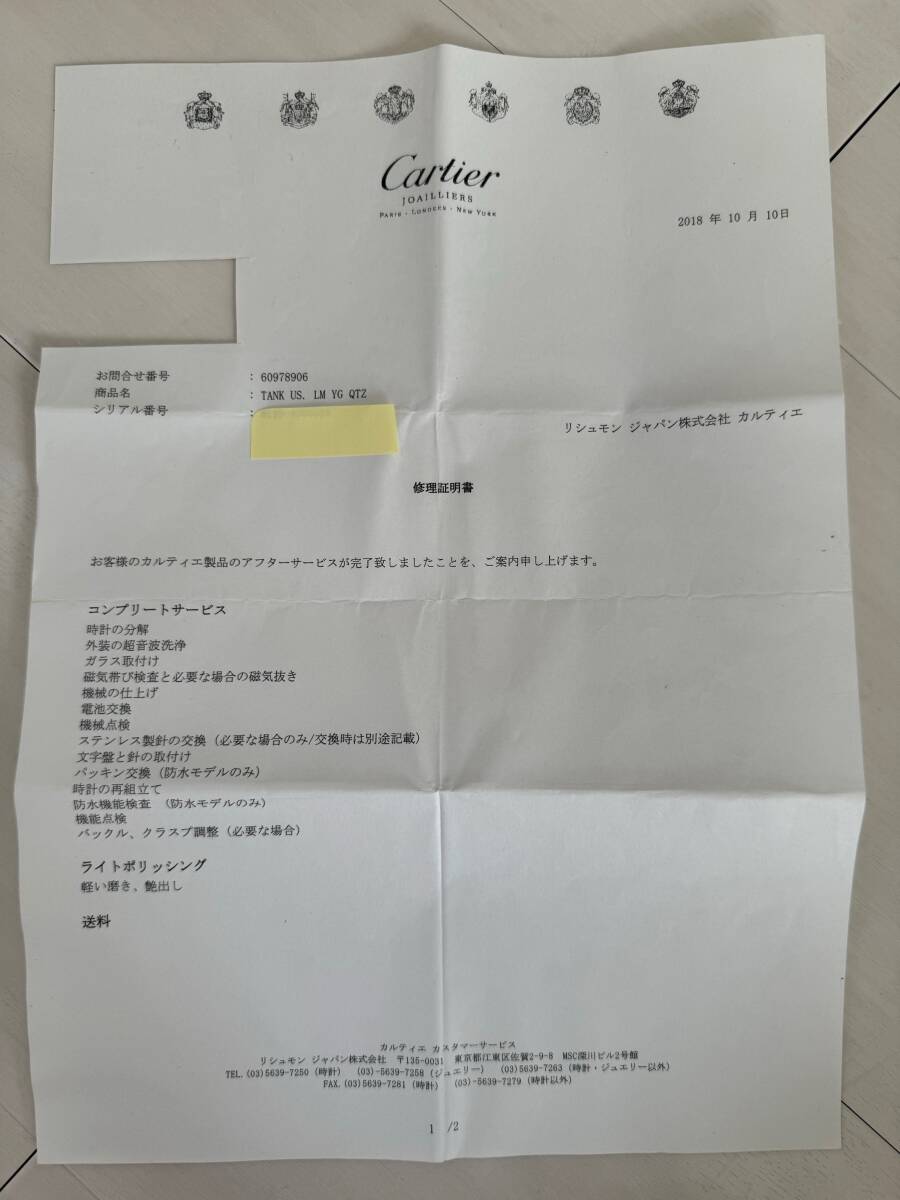 Cartier
JOAILLIERS
PARIS - LONDRES - NEW YORK
2018 年 10 月 10日
お問合せ番号 : 60978906
商品名 : TANK US. LM YG QTZ
シリアル番号 :
リシュモン ジャパン株式会社 カルティエ
修理証明書
お客様のカルティエ製品のアフターサービスが完了致しましたことを、ご案内申し上げます。
コンプリートサービス
時計の分解
外装の超音波洗浄
ガラス取付け
磁気帯び検査と必要な場合の磁気抜き
機械の仕上げ
電池交換
機械点検
ステンレス製針の交換 (必要な場合のみ/交換時は別途記載)
文字盤と針の取付け
パッキン交換 (防水モデルのみ)
時計の再組立て
防水機能検査 (防水モデルのみ)
機能点検
バックル、クラスプ調整 (必要な場合)
ライトポリッシング
軽い磨き、艶出し
送料
カルティエ カスタマーサービス
リシュモン ジャパン株式会社 〒135-0031 東京都江東区佐賀2-9-8 MSC深川ビル2号館
TEL. (03)5639-7250 (時計) (03)-5639-7258 (ジュエリー) (03)5639-7263 (時計・ジュエリー以外)
FAX. (03)5639-7281 (時計) (03)-5639-7279 (時計以外)
1 /2